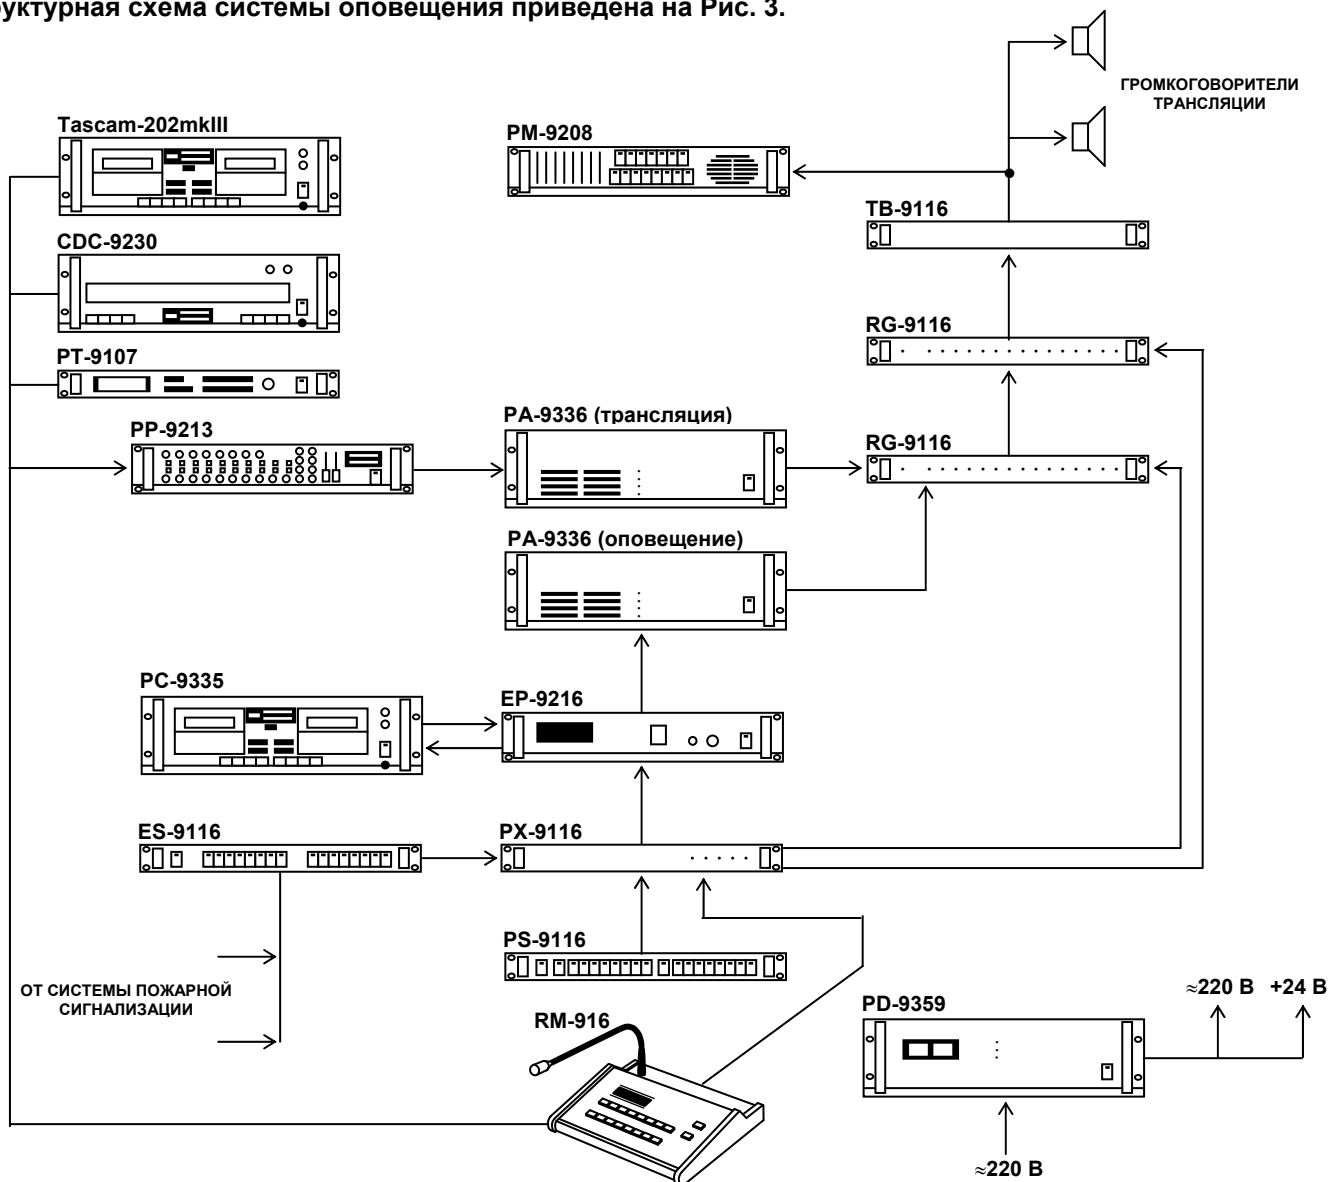 уктурная схема системы оповещения приведена на Рис. 3.
ГРОМКОГОВОРИТЕЛИ
ТРАНСЛЯЦИИ
Tascam-202mkIII
PM-9208
TB-9116
CDC-9230
RG-9116
PT-9107
PA-9336 (трансляция)
PP-9213
RG-9116
PA-9336 (оповещение)
PC-9335
EP-9216
ES-9116
PX-9116
PS-9116
ОТ СИСТЕМЫ ПОЖАРНОЙ
СИГНАЛИЗАЦИИ
≈220 В +24 В
PD-9359
RM-916
≈220 В